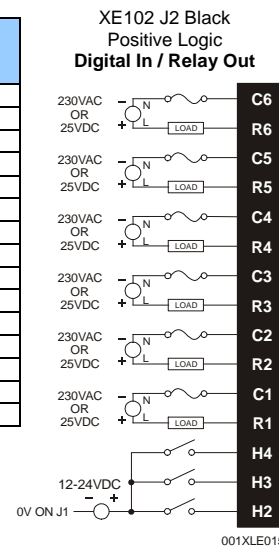 XE102 J2 Black
Positive Logic
Digital In / Relay Out
230VAC
OR
25VDC
–
+
N
L
LOAD
C6
R6
230VAC
OR
25VDC
–
+
N
L
LOAD
C5
R5
230VAC
OR
25VDC
–
+
N
L
LOAD
C4
R4
230VAC
OR
25VDC
–
+
N
L
LOAD
C3
R3
230VAC
OR
25VDC
–
+
N
L
LOAD
C2
R2
230VAC
OR
25VDC
–
+
N
L
LOAD
C1
R1
H4
12-24VDC
H3
– +
0V ON J1
H2
001XLE015